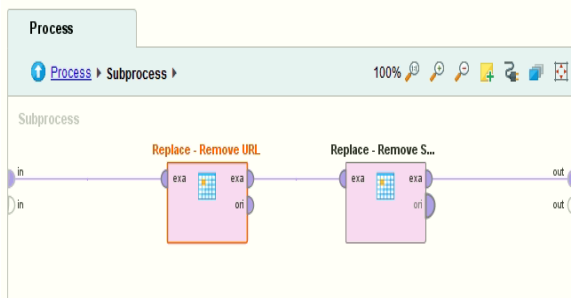 Process
Process ▸ Subprocess ▸
100%
Subprocess
Replace - Remove URL
Replace - Remove S...
in
exa
exa
exa
exa
out
in
ori
ori
out